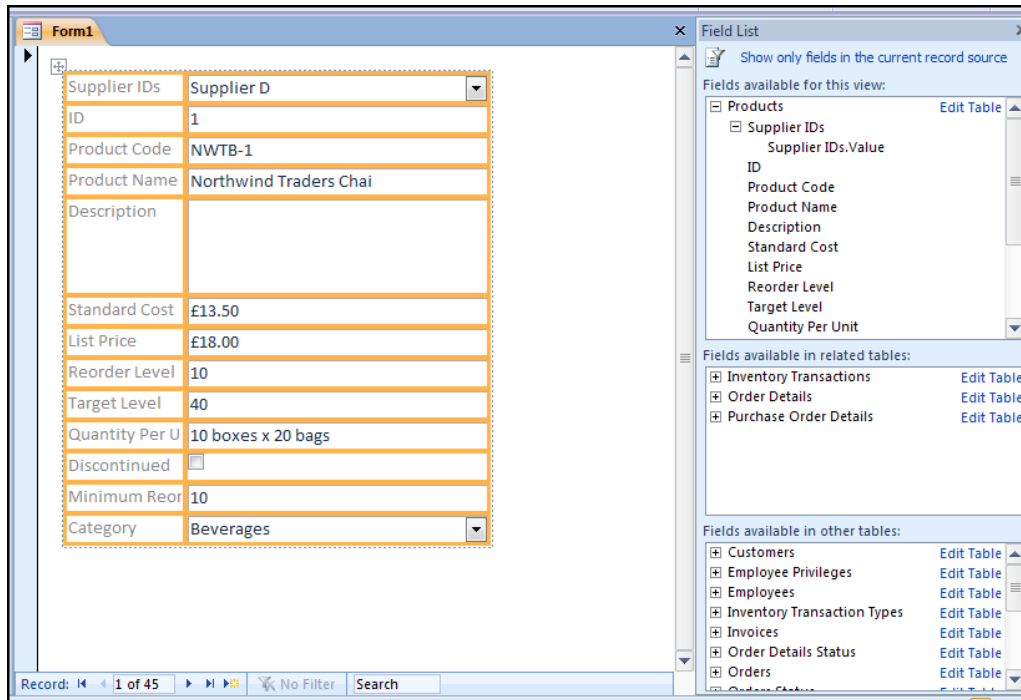 Form1
Supplier IDs Supplier D
ID 1
Product Code NWTB-1
Product Name Northwind Traders Chai
Description
Standard Cost £13.50
List Price £18.00
Reorder Level 10
Target Level 40
Quantity Per U 10 boxes x 20 bags
Discontinued
Minimum Reor 10
Category Beverages
Record: 1 of 45 No Filter Search
Field List
Show only fields in the current record source
Fields available for this view:
Products Edit Table
Supplier IDs
Supplier IDs.Value
ID
Product Code
Product Name
Description
Standard Cost
List Price
Reorder Level
Target Level
Quantity Per Unit
Fields available in related tables:
Inventory Transactions Edit Table
Order Details Edit Table
Purchase Order Details Edit Table
Fields available in other tables:
Customers Edit Table
Employee Privileges Edit Table
Employees Edit Table
Inventory Transaction Types Edit Table
Invoices Edit Table
Order Details Status Edit Table
Orders Edit Table